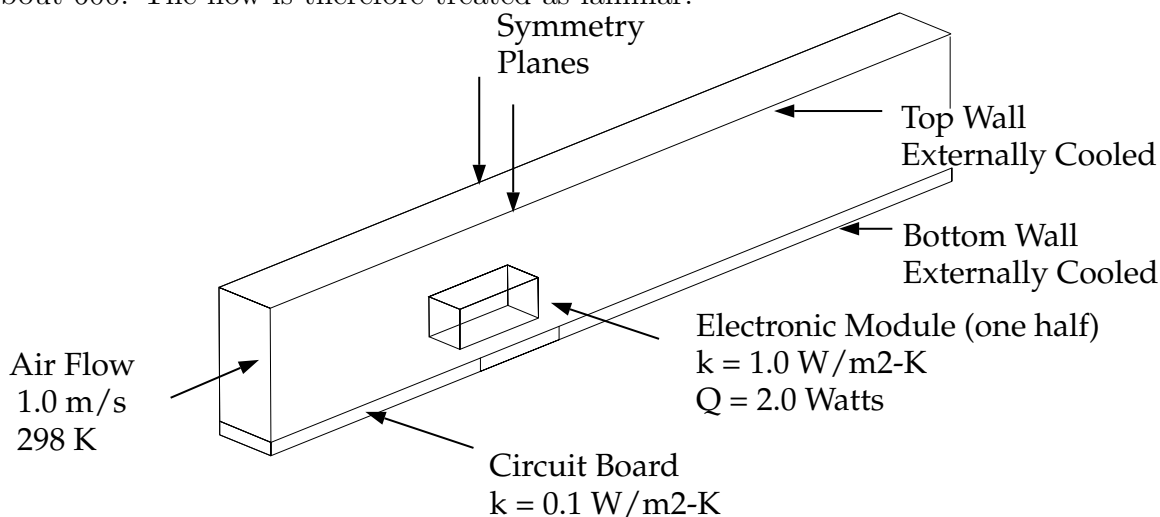 about 600. The flow is therefore treated as laminar.
Symmetry
Planes
Top Wall
Externally Cooled
Bottom Wall
Externally Cooled
Electronic Module (one half)
k = 1.0 W/m2-K
Q = 2.0 Watts
Air Flow
1.0 m/s
298 K
Circuit Board
k = 0.1 W/m2-K